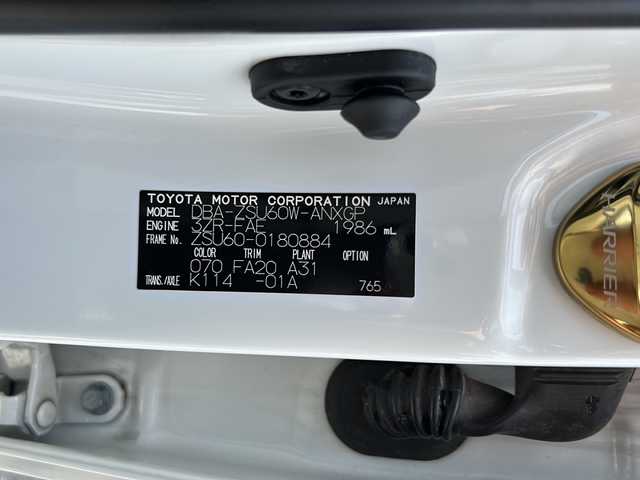 TOYOTA MOTOR CORPORATION JAPAN
MODEL DBA-ZSU60W-ANXGP
ENGINE 3ZR-FAE 1986 mL
FRAME No. ZSU60-0180884
COLOR TRIM PLANT OPTION
070 FA20 A31
TRANS./AXLE K114 -01A 765
HARRIER